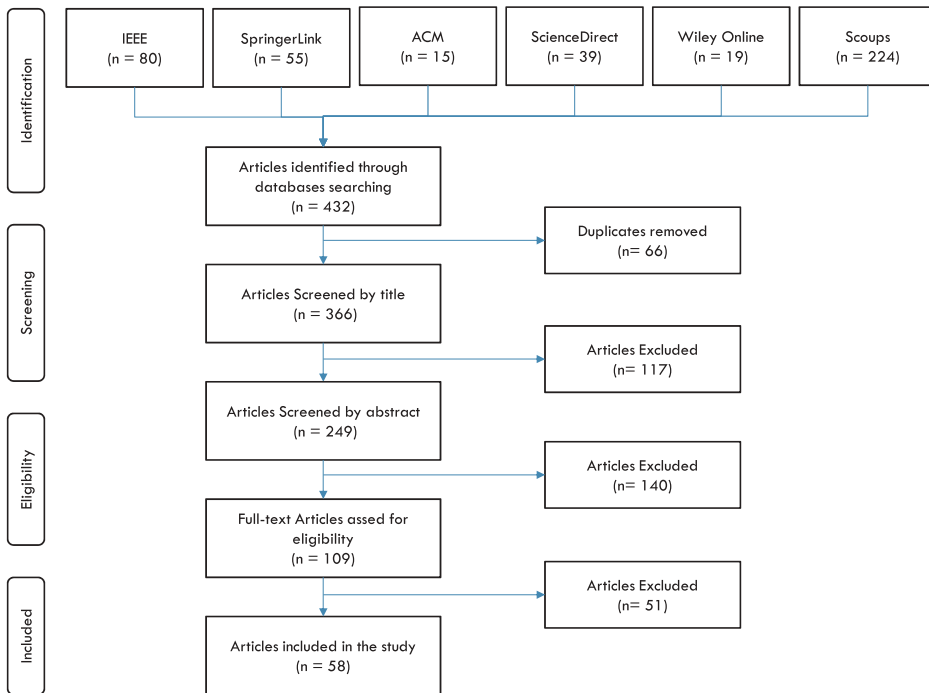 Identification
IEEE
(n = 80)
SpringerLink
(n = 55)
ACM
(n = 15)
ScienceDirect
(n = 39)
Wiley Online
(n = 19)
Scoups
(n = 224)
Articles identified through
databases searching
(n = 432)
Duplicates removed
(n= 66)
Screening
Articles Screened by title
(n = 366)
Articles Excluded
(n= 117)
Articles Screened by abstract
(n = 249)
Eligibility
Articles Excluded
(n= 140)
Full-text Articles assed for
eligibility
(n = 109)
Articles Excluded
(n= 51)
Included
Articles included in the study
(n = 58)